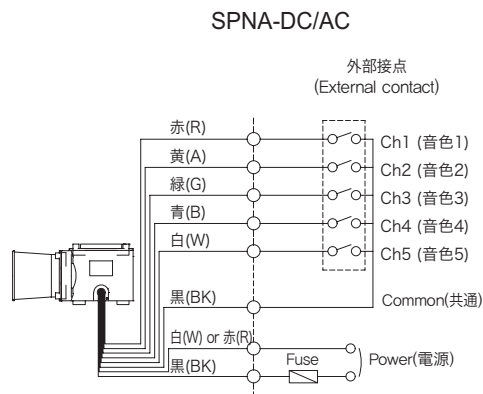 SPNA-DC/AC
外部接点
(External contact)
赤(R)
Ch1 (音色1)
黄(A)
Ch2 (音色2)
緑(G)
Ch3 (音色3)
青(B)
Ch4 (音色4)
白(W)
Ch5 (音色5)
黒(BK)
Common(共通)
白(W) or 赤(R)
Fuse
Power(電源)
黒(BK)